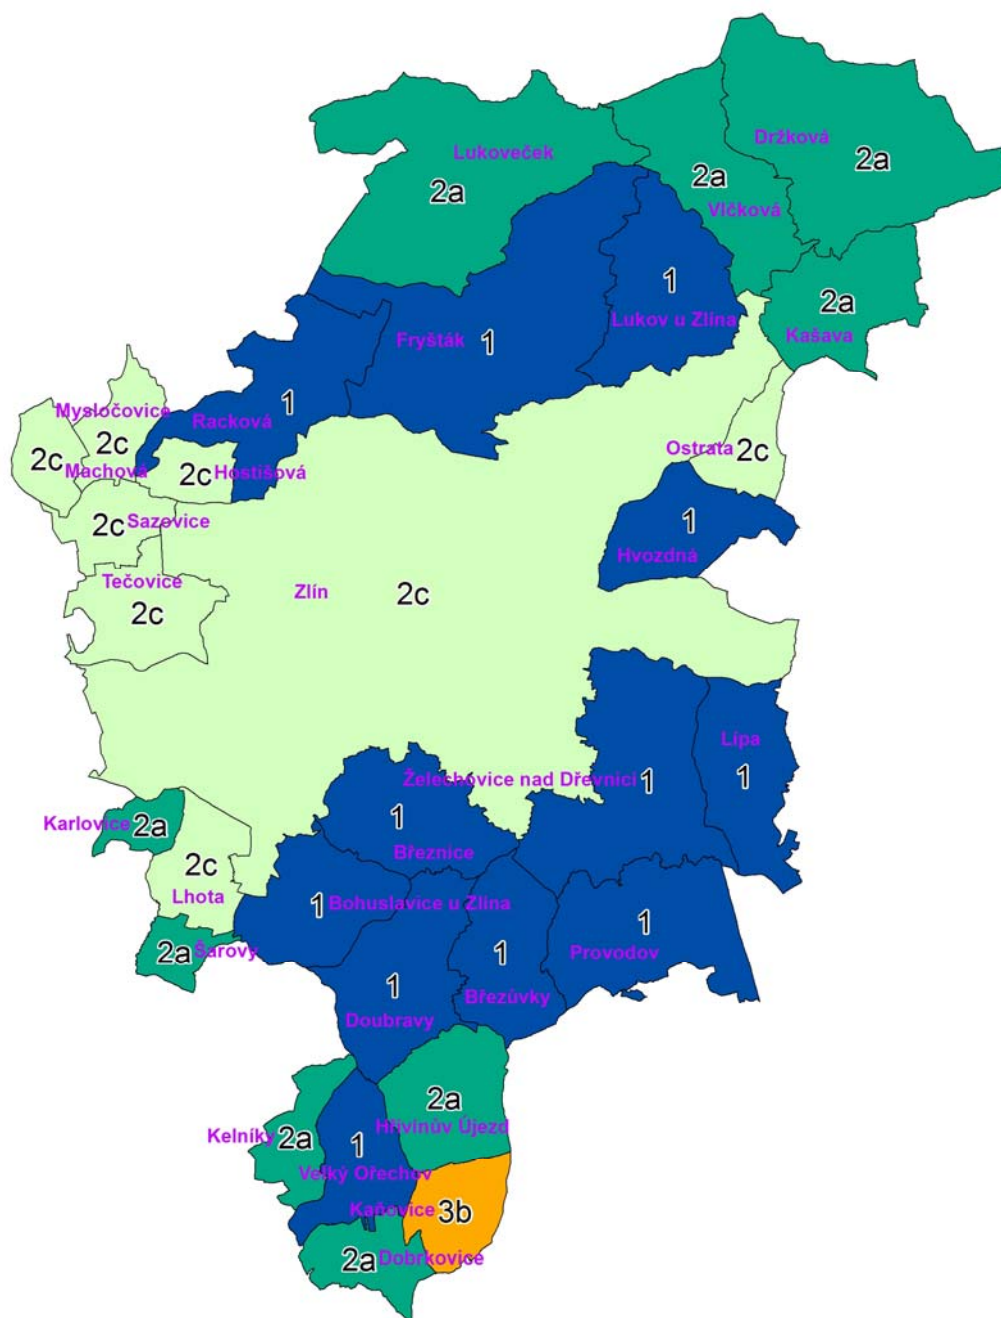 Držková
2a
Lukoveček
2a
2a
Vlčková
1
Lukov u Zlína
2a
Kašava
Fryšták
1
Mysločovice
2c
Racková
1
2c
Machová
2c
Hostišová
Ostrata
2c
2c
Sazovice
1
Hvozdná
Tečovice
2c
Zlín
2c
Lípa
1
Želechovice nad Dřevnicí
1
Karlovice
2a
1
Březnice
2c
Lhota
1
Bohuslavice u Zlína
2a
Šarovy
1
Provodov
1
Březůvky
1
Doubravy
2a
Hřivínův Újezd
Kelníky
2a
1
Velký Ořechov
Kaňovice
3b
2a
Dobrkovice